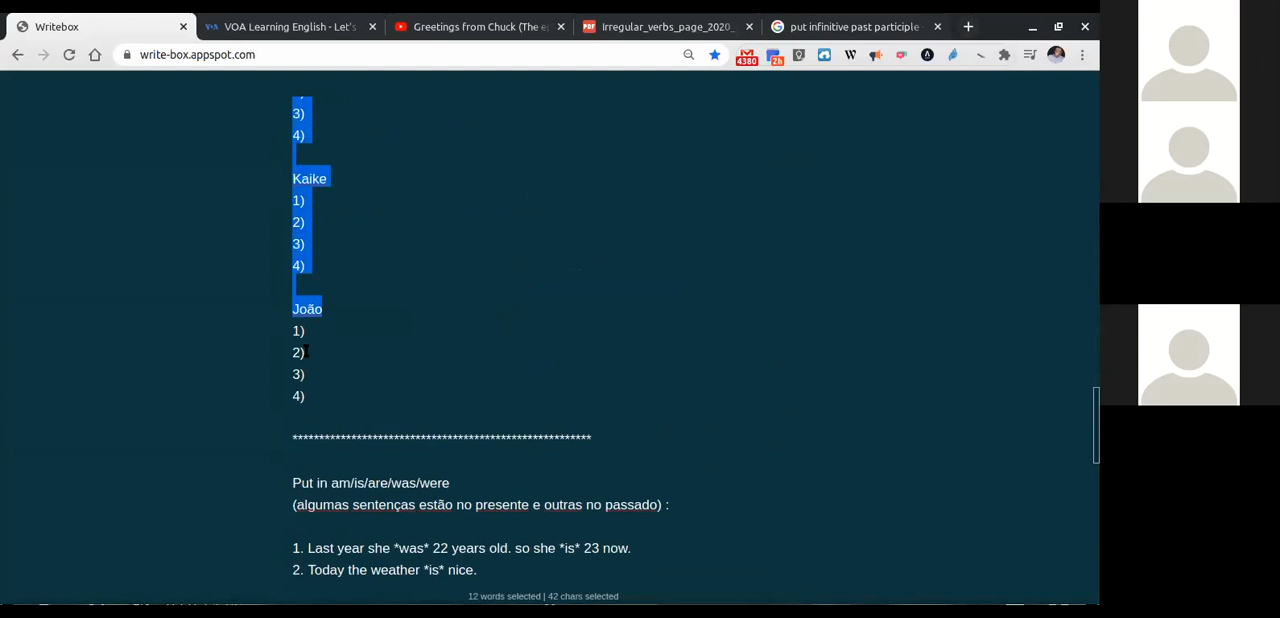 Writebox
VOA Learning English - Let's
Greetings from Chuck (The e
Irregular_verbs_page_2020_
put infinitive past participle
write-box.appspot.com
4380
2h
3)
4)
Kaike
1)
2)
3)
4)
João
1)
2)
3)
4)
*********************************************************
Put in am/is/are/was/were
(algumas sentenças estão no presente e outras no passado) :
1. Last year she *was* 22 years old. so she *is* 23 now.
2. Today the weather *is* nice.
12 words selected | 42 chars selected